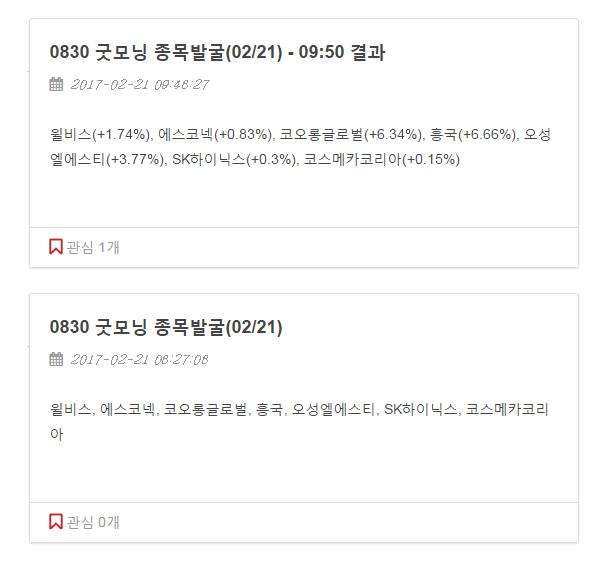 0830 굿모닝 종목발굴(02/21) - 09:50 결과
2017-02-21 09:48:27
윌비스(+1.74%), 에스코넥(+0.83%), 코오롱글로벌(+6.34%), 흥국(+6.66%), 오성
엘에스티(+3.77%), SK하이닉스(+0.3%), 코스메카코리아(+0.15%)
관심 1개
0830 굿모닝 종목발굴(02/21)
2017-02-21 08:27:08
윌비스, 에스코넥, 코오롱글로벌, 흥국, 오성엘에스티, SK하이닉스, 코스메카코리
아
관심 0개